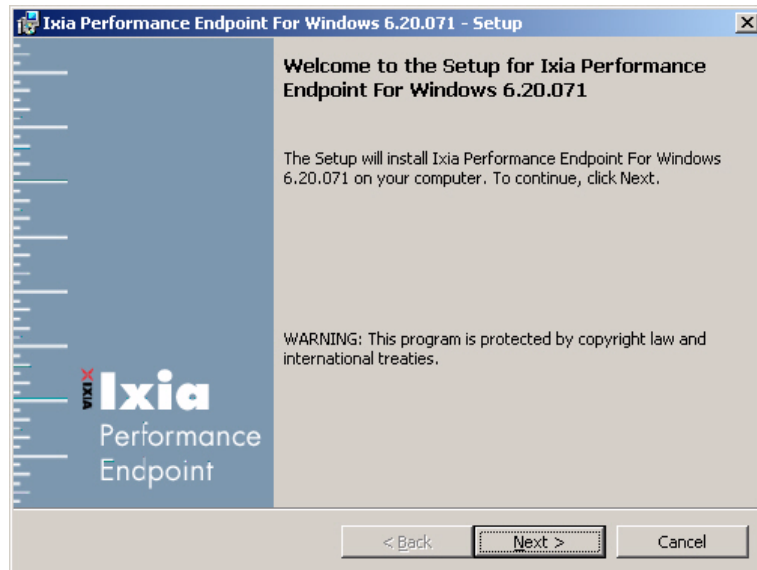 Ixia Performance Endpoint For Windows 6.20.071 - Setup
Welcome to the Setup for Ixia Performance
Endpoint For Windows 6.20.071
The Setup will install Ixia Performance Endpoint For Windows
6.20.071 on your computer. To continue, click Next.
WARNING: This program is protected by copyright law and
international treaties.
IXIA
Ixia
Performance
Endpoint
< Back
Next >
Cancel